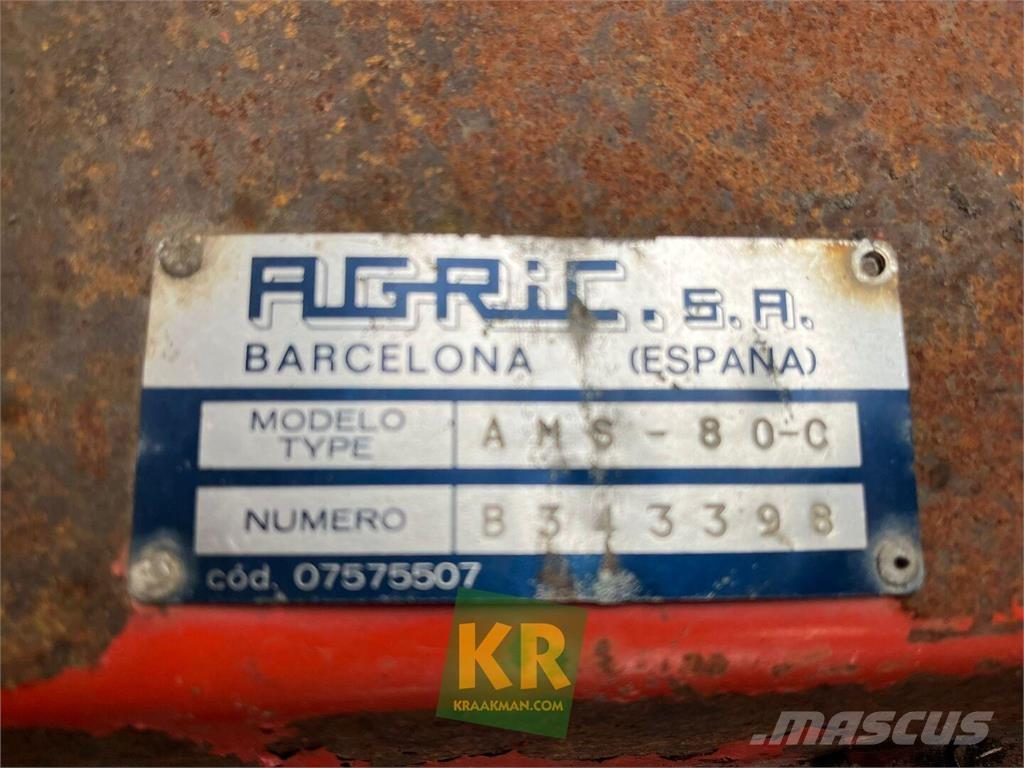 AGRiC.S.A.
BARCELONA (ESPAÑA)
MODELO
TYPE
AMS-80-C
NUMERO
B343398
cód. 07575507
KR
KRAAKMAN.COM
MASCUS